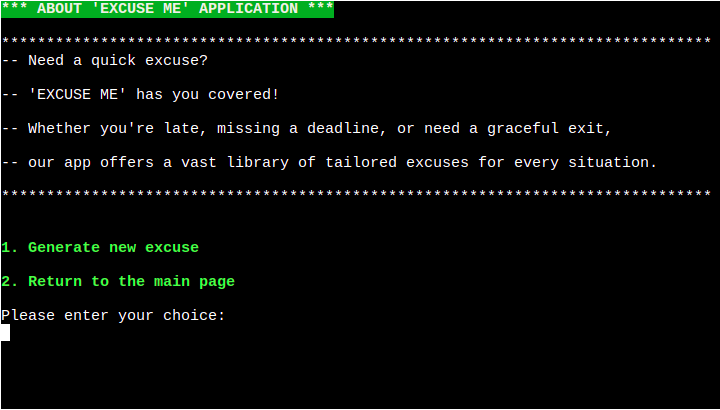 *** ABOUT 'EXCUSE ME' APPLICATION ***
*******************************************************************************
-- Need a quick excuse?
-- 'EXCUSE ME' has you covered!
-- Whether you're late, missing a deadline, or need a graceful exit,
-- our app offers a vast library of tailored excuses for every situation.
*******************************************************************************
1. Generate new excuse
2. Return to the main page
Please enter your choice: